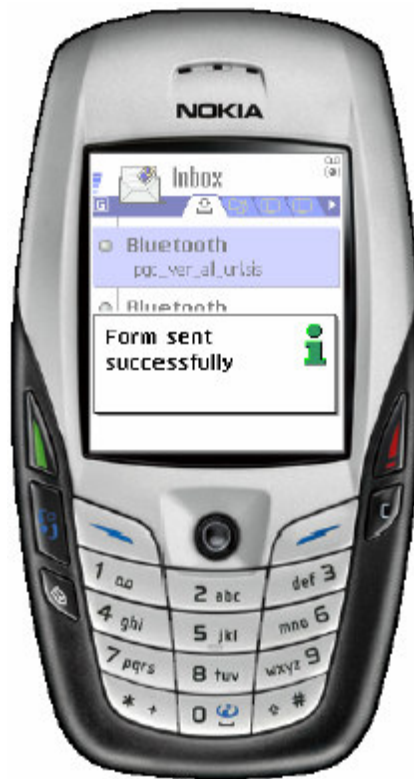 NOKIA
Inbox
Bluetooth
Bluetooth
Form sent
successfully
1
2 abc
def 3
4 ghi
5 jkl
mno 6
7 pqrs
8 tuv
wxyz 9
* +
0
#